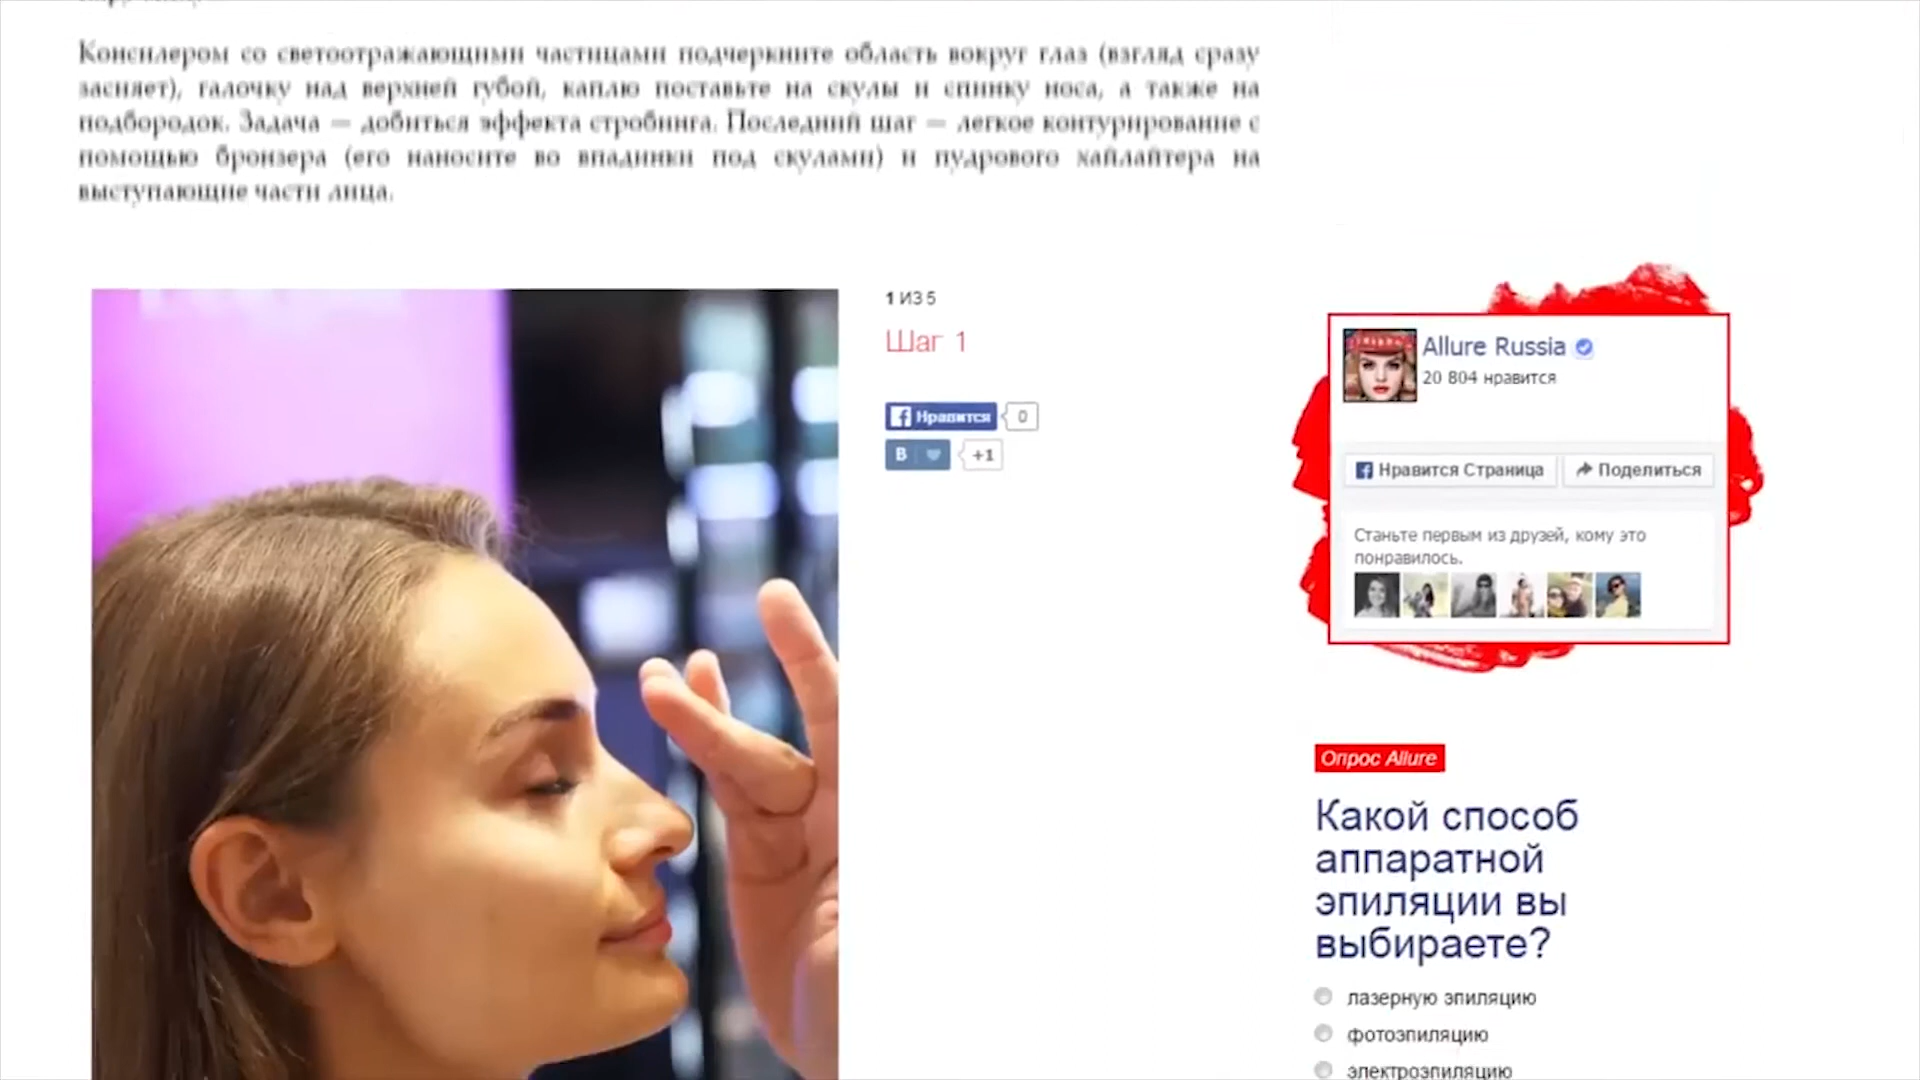 Консилером со светоотражающими частицами подчеркните область вокруг глаз (взгляд сразу
засияет), галочку над верхней губой, каплю поставьте на скулы и спинку носа, а также на
подбородок. Задача — добиться эффекта стробинга. Последний шаг — легкое контурирование с
помощью бронзера (его наносите во впадинки под скулами) и пудрового хайлайтера на
выступающие части лица.
1 ИЗ 5
Шаг 1
Нравится 0
В +1
Allure Russia
20 804 нравится
Нравится Страница Поделиться
Станьте первым из друзей, кому это
понравилось.
Опрос Allure
Какой способ
аппаратной
эпиляции вы
выбираете?
лазерную эпиляцию
фотоэпиляцию
электроэпиляцию